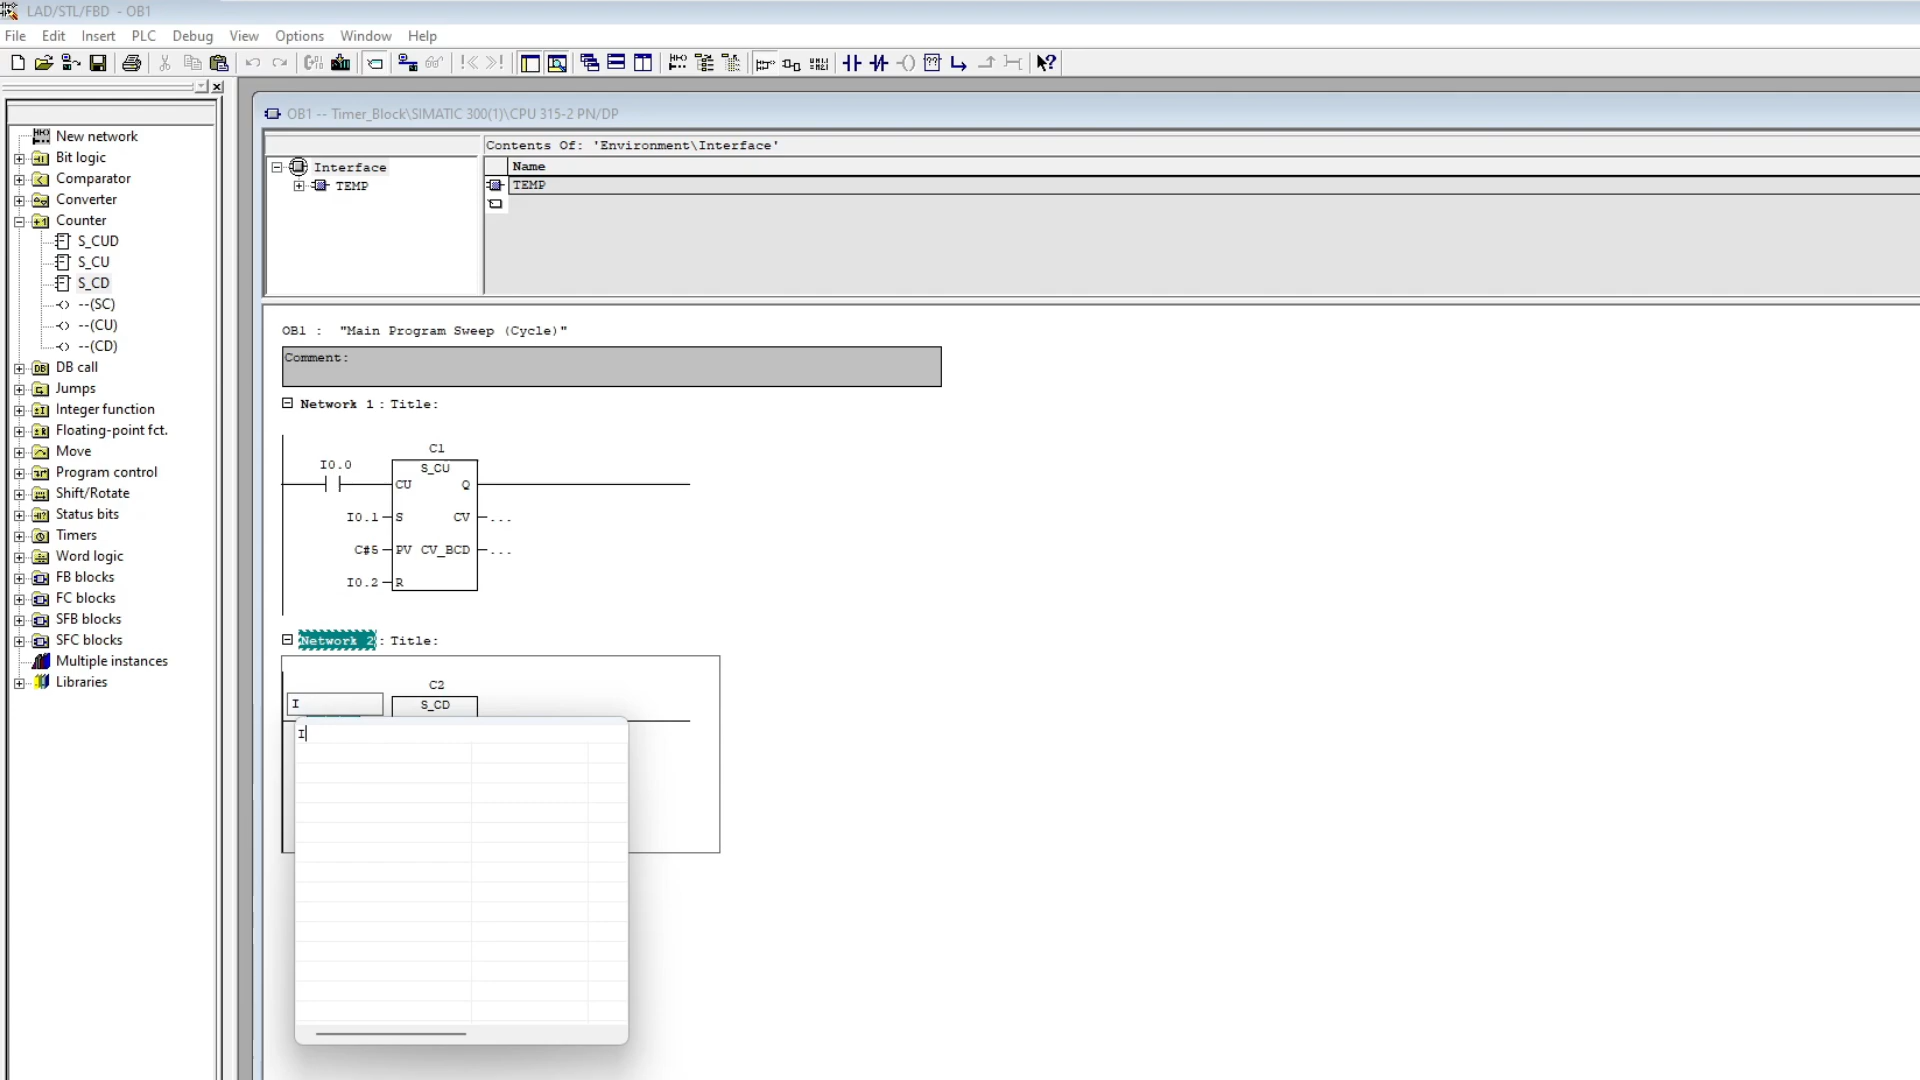 LAD/STL/FBD - OB1
File Edit Insert PLC Debug View Options Window Help
New network
Bit logic
Comparator
Converter
Counter
S_CUD
S_CU
S_CD
--(SC)
--(CU)
--(CD)
DB call
Jumps
Integer function
Floating-point fct.
Move
Program control
Shift/Rotate
Status bits
Timers
Word logic
FB blocks
FC blocks
SFB blocks
SFC blocks
Multiple instances
Libraries
OB1 -- Timer_Block\SIMATIC 300(1)\CPU 315-2 PN/DP
Interface
TEMP
Contents Of: 'Environment\Interface'
Name
TEMP
OB1 : "Main Program Sweep (Cycle)"
Comment:
Network 1 : Title:
C1
I0.0 S_CU
CU Q
I0.1 S CV ...
C#5 PV CV_BCD ...
I0.2 R
Network 2 : Title:
C2
I S_CD
I